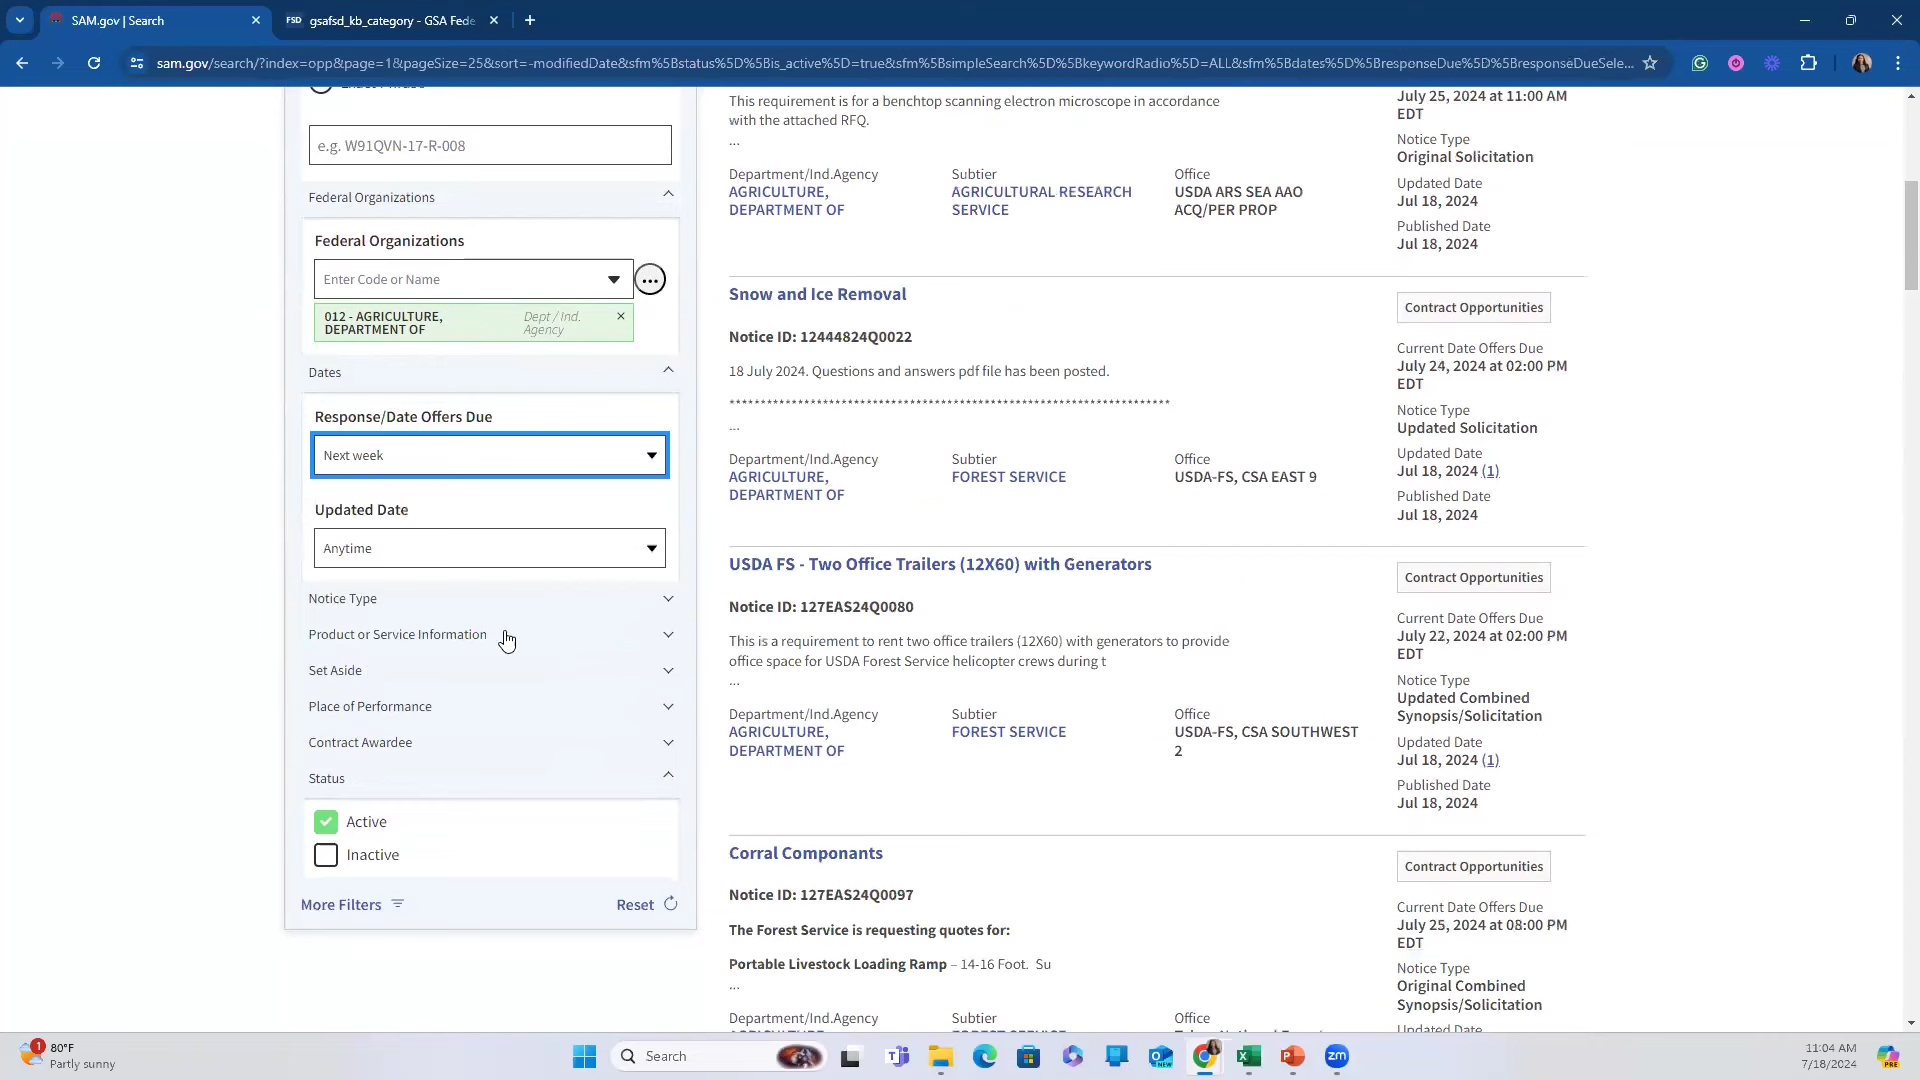 SAM.gov | Search
FSD gsafsd_kb_category - GSA Fede
sam.gov/search/?index=opp&page=1&pageSize=25&sort=-modifiedDate&sfm%5Bstatus%5D%5Bis_active%5D=true&sfm%5BsimpleSearch%5D%5BkeywordRadio%5D=ALL&sfm%5Bdates%5D%5BresponseDue%5D%5BresponseDueSele...
e.g. W91QVN-17-R-008
Federal Organizations
Federal Organizations
Enter Code or Name
012 - AGRICULTURE,
DEPARTMENT OF
Dept / Ind.
Agency
Dates
Response/Date Offers Due
Next week
Updated Date
Anytime
Notice Type
Product or Service Information
Set Aside
Place of Performance
Contract Awardee
Status
Active
Inactive
More Filters
Reset
This requirement is for a benchtop scanning electron microscope in accordance
with the attached RFQ.
...
Department/Ind.Agency
AGRICULTURE,
DEPARTMENT OF
Subtier
AGRICULTURAL RESEARCH
SERVICE
Office
USDA ARS SEA AAO
ACQ/PER PROP
July 25, 2024 at 11:00 AM
EDT
Notice Type
Original Solicitation
Updated Date
Jul 18, 2024
Published Date
Jul 18, 2024
Snow and Ice Removal
Notice ID: 12444824Q0022
18 July 2024. Questions and answers pdf file has been posted.
***********************************************************************
...
Department/Ind.Agency
AGRICULTURE,
DEPARTMENT OF
Subtier
FOREST SERVICE
Office
USDA-FS, CSA EAST 9
Contract Opportunities
Current Date Offers Due
July 24, 2024 at 02:00 PM
EDT
Notice Type
Updated Solicitation
Updated Date
Jul 18, 2024 (1)
Published Date
Jul 18, 2024
USDA FS - Two Office Trailers (12X60) with Generators
Notice ID: 127EAS24Q0080
This is a requirement to rent two office trailers (12X60) with generators to provide
office space for USDA Forest Service helicopter crews during t
...
Department/Ind.Agency
AGRICULTURE,
DEPARTMENT OF
Subtier
FOREST SERVICE
Office
USDA-FS, CSA SOUTHWEST
2
Contract Opportunities
Current Date Offers Due
July 22, 2024 at 02:00 PM
EDT
Notice Type
Updated Combined
Synopsis/Solicitation
Updated Date
Jul 18, 2024 (1)
Published Date
Jul 18, 2024
Corral Componants
Notice ID: 127EAS24Q0097
The Forest Service is requesting quotes for:
Portable Livestock Loading Ramp – 14-16 Foot. Su
...
Department/Ind.Agency
Subtier
Office
Contract Opportunities
Current Date Offers Due
July 25, 2024 at 08:00 PM
EDT
Notice Type
Original Combined
Synopsis/Solicitation
Updated Date
1
80°F
Partly sunny
Search
11:04 AM
7/18/2024